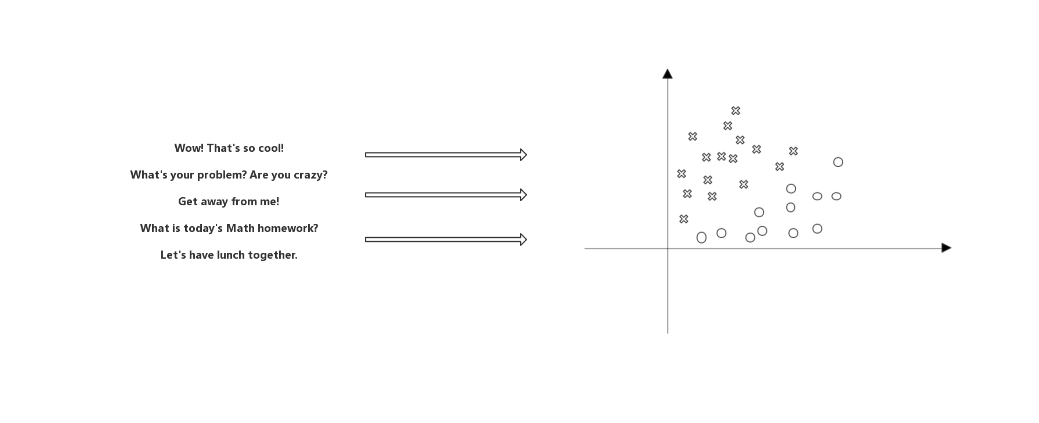 Wow! That's so cool!
What's your problem? Are you crazy?
Get away from me!
What is today's Math homework?
Let's have lunch together.